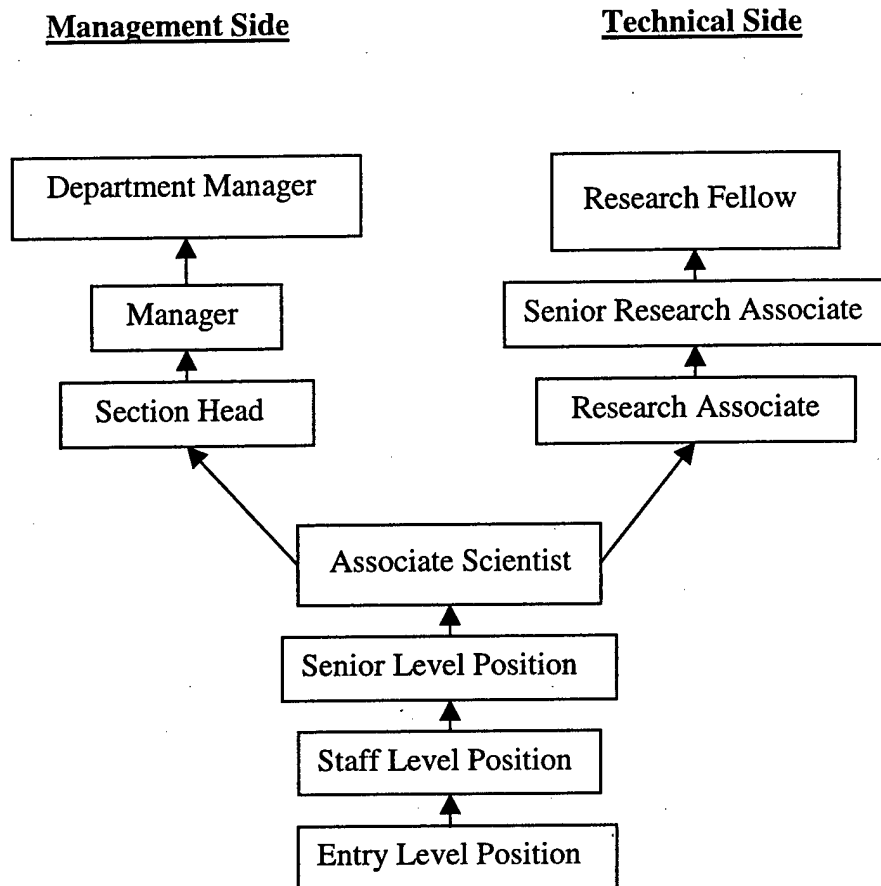 Management Side
Technical Side
Department Manager
Research Fellow
Manager
Senior Research Associate
Section Head
Research Associate
Associate Scientist
Senior Level Position
Staff Level Position
Entry Level Position